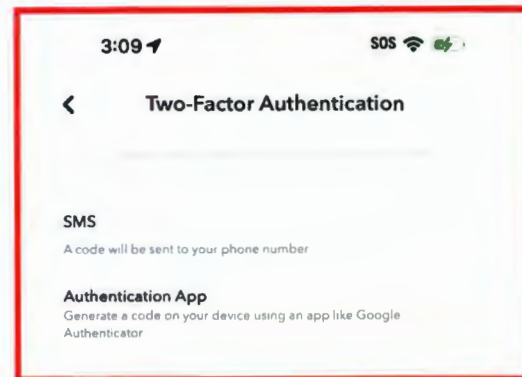 3:09 SOS
Two-Factor Authentication
SMS
A code will be sent to your phone number
Authentication App
Generate a code on your device using an app like Google
Authenticator